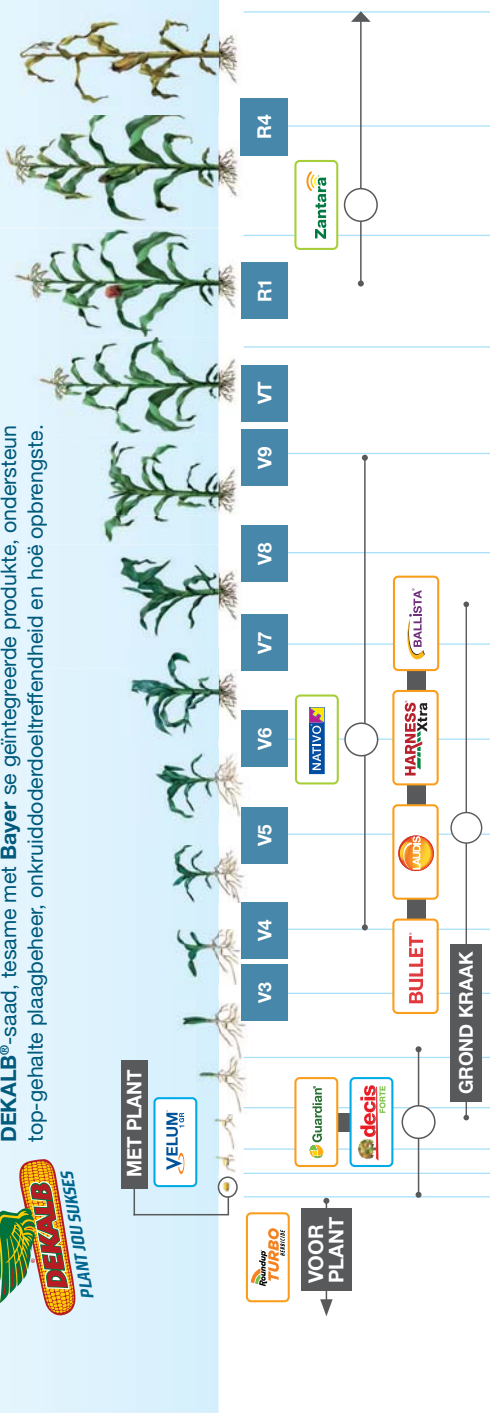 DEKALB®-saad, tesame met Bayer se geïntegreerde produkte, ondersteun
top-gehalte plaagbeheer, onkruiddoderdoeltreffendheid en hoë opbrengste.
DEKALB®
PLANT JOU SUKSES
MET PLANT
VELUM®
1 GR
V3
V4
V5
V6
V7
V8
V9
VT
R1
R4
Roundup
TURBO
HERBICIDE
VOOR
PLANT
Guardian®
decis®
FORTE
NATIVO
Zantara®
BULLET®
LAUDIS
HARNESS®
Xtra
BALLISTA®
GROND KRAAK